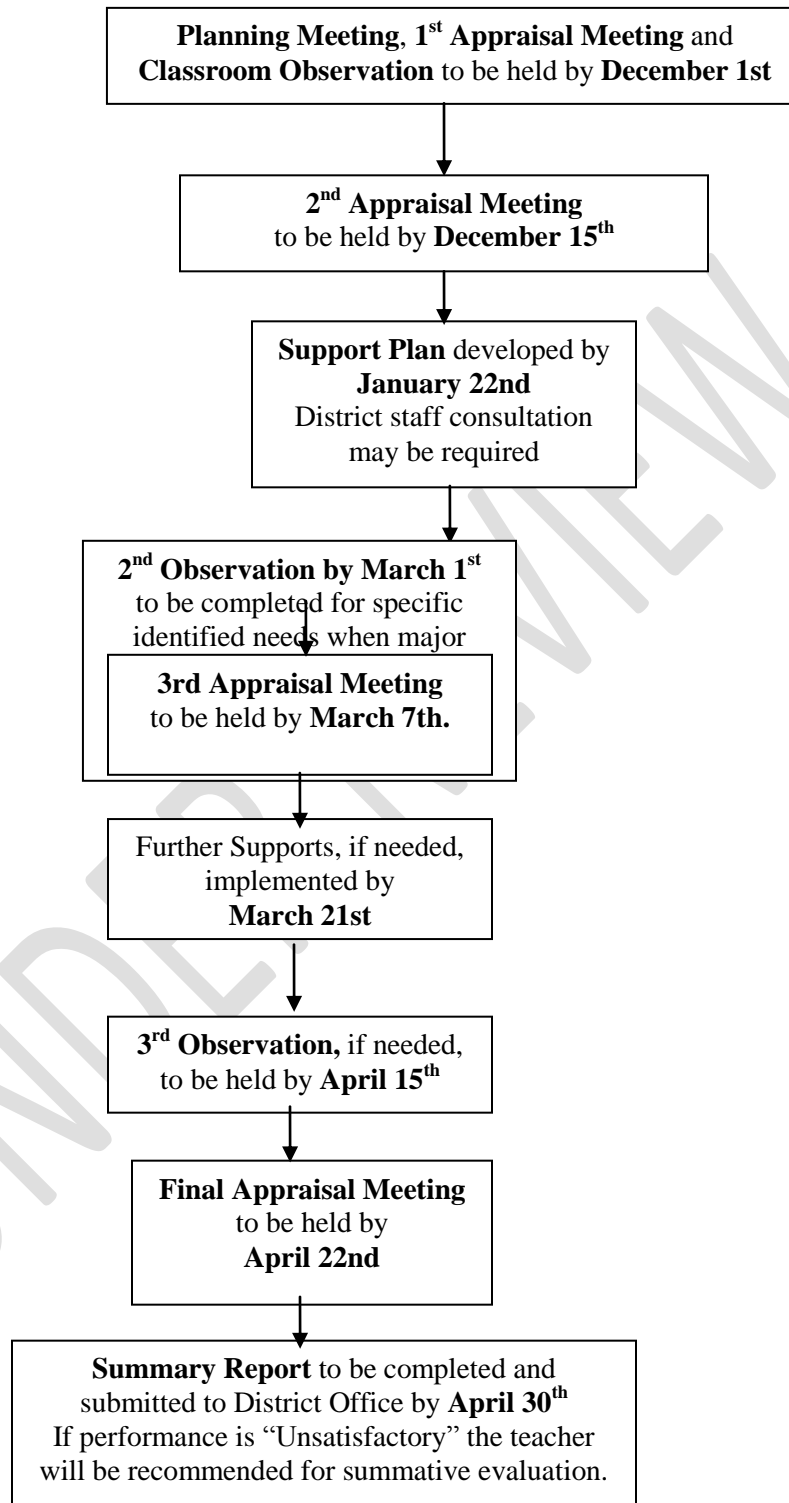 Planning Meeting, 1st Appraisal Meeting and
Classroom Observation to be held by December 1st
2nd Appraisal Meeting
to be held by December 15th
Support Plan developed by
January 22nd
District staff consultation
may be required
2nd Observation by March 1st
to be completed for specific
identified needs when major
3rd Appraisal Meeting
to be held by March 7th.
Further Supports, if needed,
implemented by
March 21st
3rd Observation, if needed,
to be held by April 15th
Final Appraisal Meeting
to be held by
April 22nd
Summary Report to be completed and
submitted to District Office by April 30th
If performance is “Unsatisfactory” the teacher
will be recommended for summative evaluation.